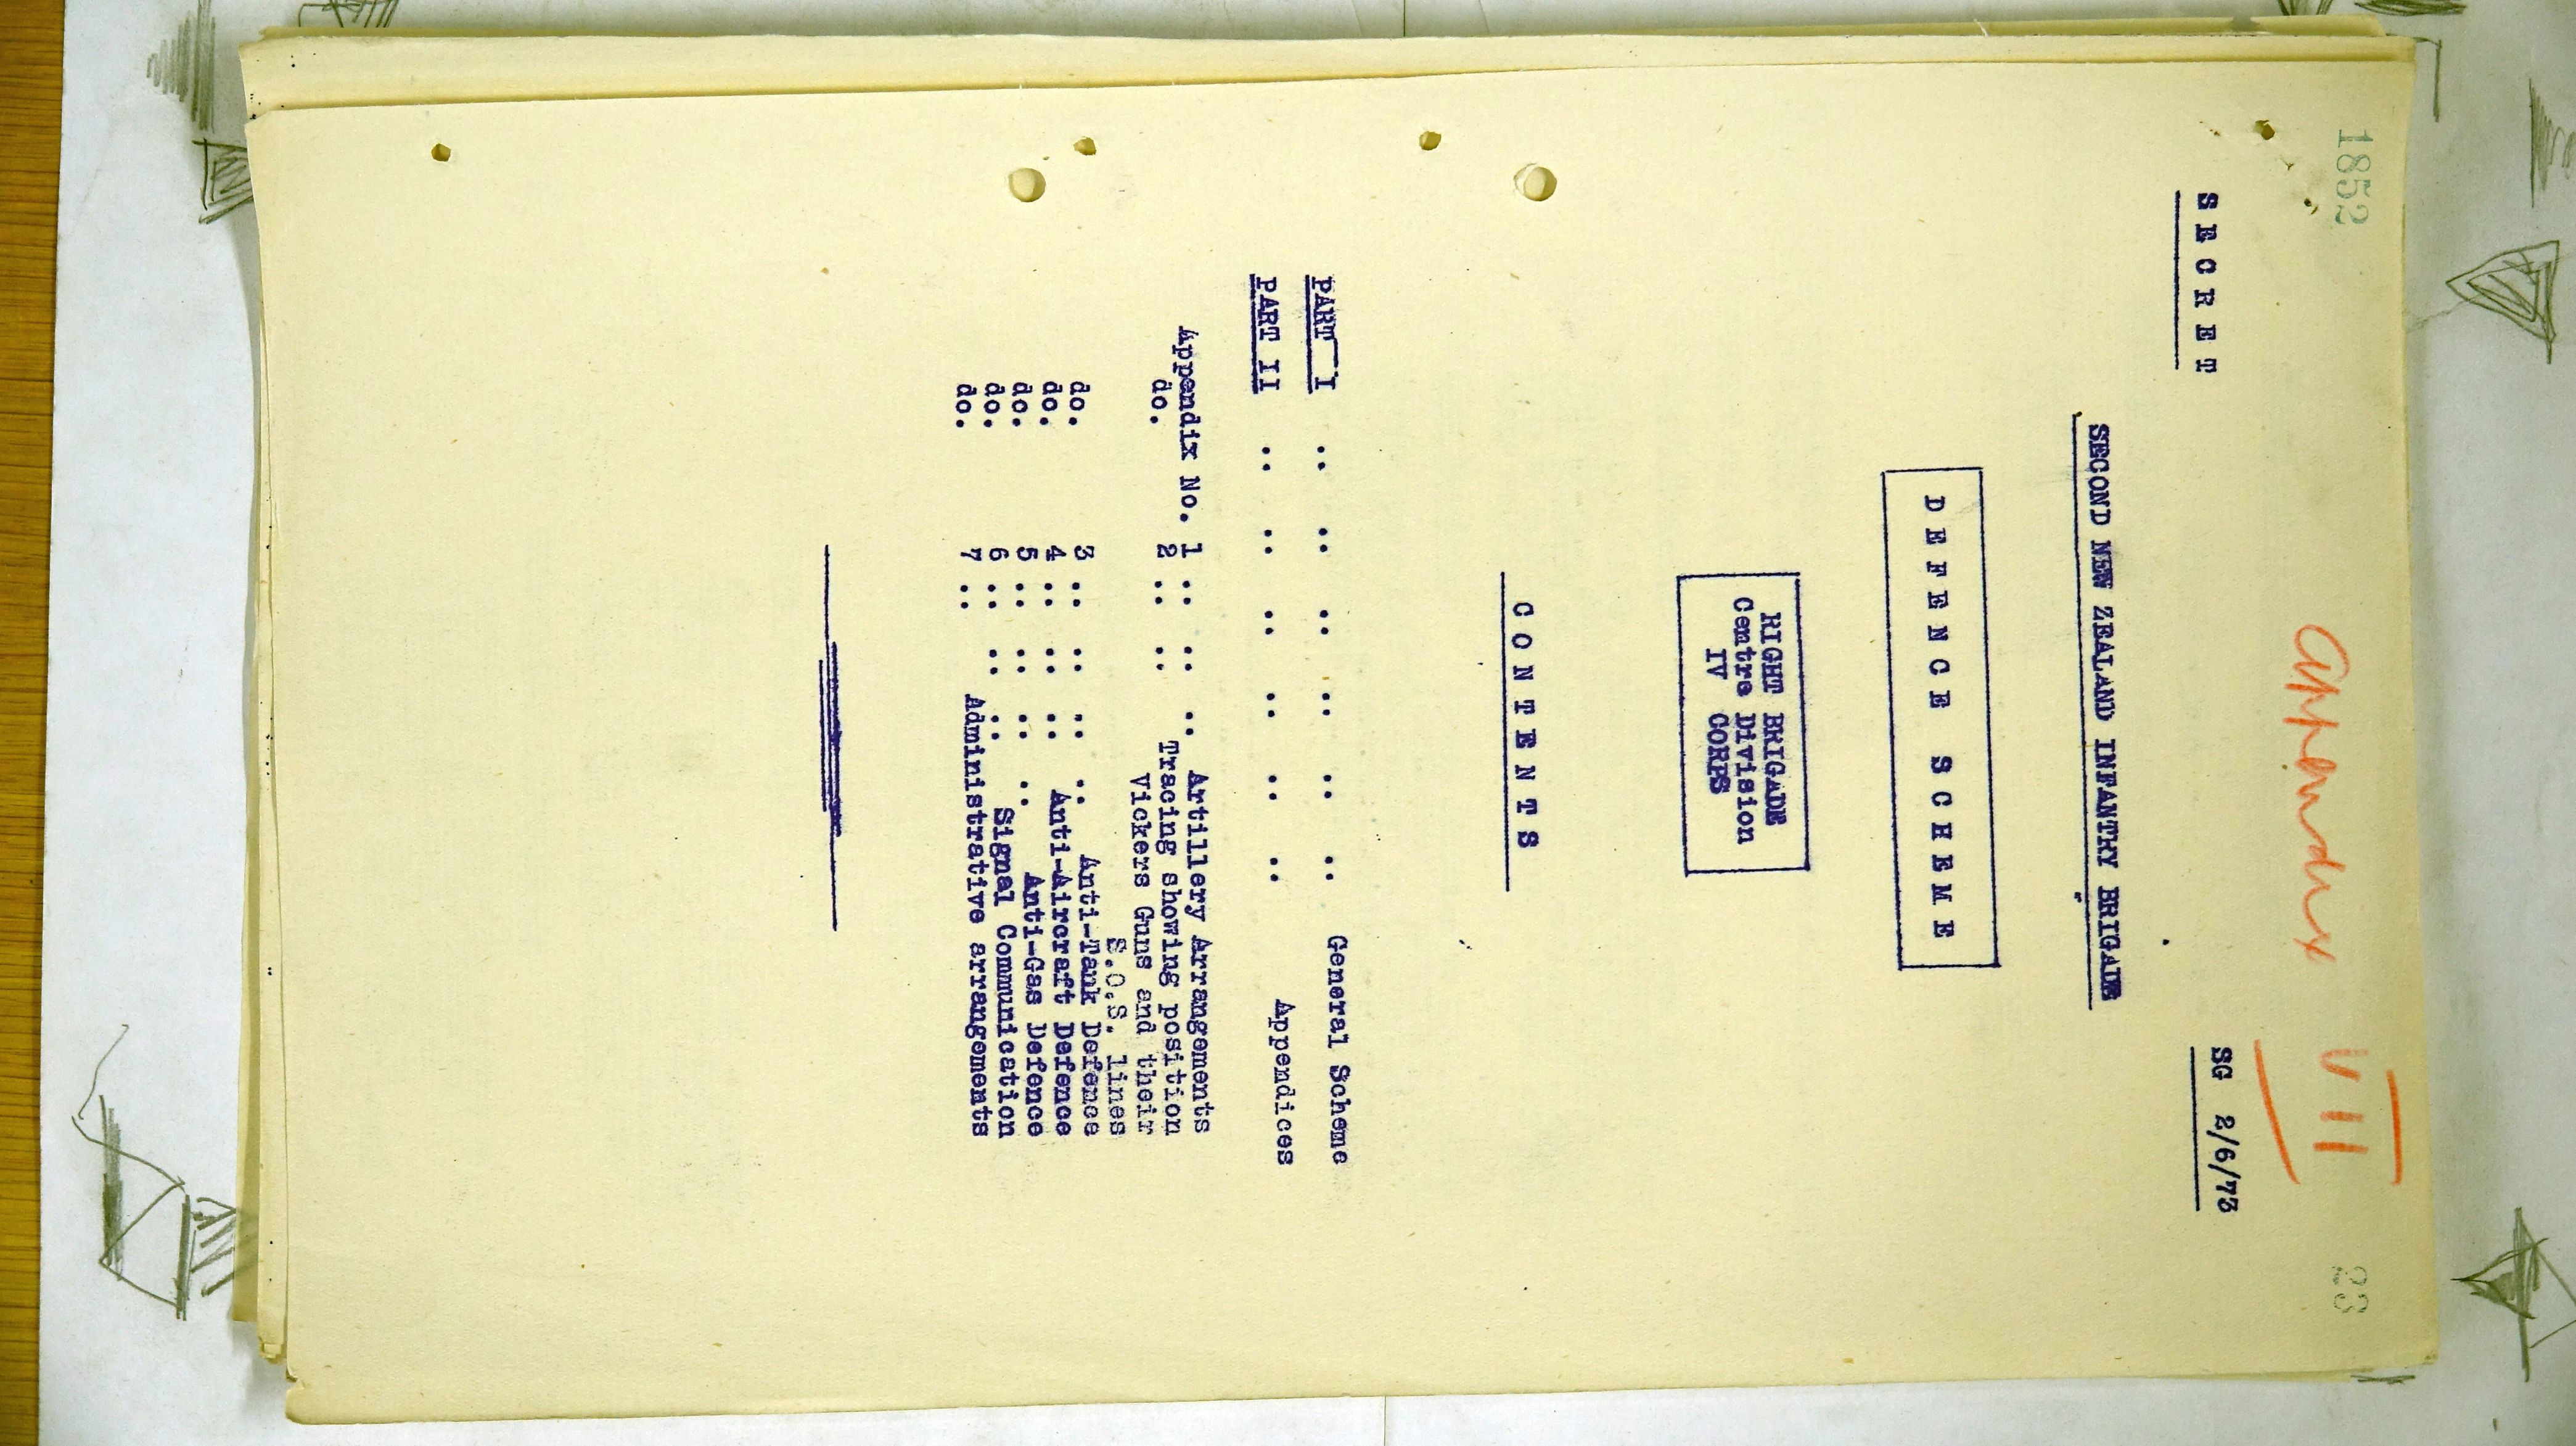 1852
23
Appendix VII
SECRET
SG 2/6/73
SECOND NEW ZEALAND INFANTRY BRIGADE
DEFENCE SCHEME
RIGHT BRIGADE
Centre Division
IV CORPS
CONTENTS
PART I .. .. .. .. .. .. General Scheme
PART II .. .. .. .. .. .. Appendices
Appendix No. 1 .. .. .. Artillery Arrangements
do. 2 .. .. Tracing showing position
Vickers Guns and their
S.O.S. lines
do. 3 .. .. .. .. Anti-Tank Defence
do. 4 .. .. .. Anti-Aircraft Defence
do. 5 .. .. .. .. Anti-Gas Defence
do. 6 .. .. .. Signal Communication
do. 7 .. Administrative arrangements